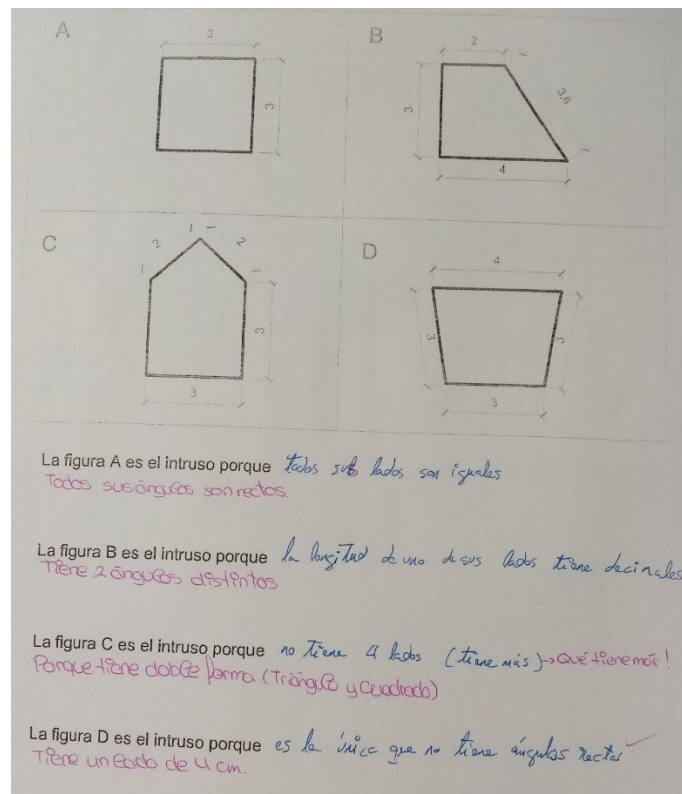 A
3
3
B
2
3
3,6
4
C
2
2
3
3
D
4
3
3
3
La figura A es el intruso porque todos sus lados son iguales
Todos sus ángulos son rectos.
La figura B es el intruso porque la longitud de uno de sus lados tiene decinales
Tiene 2 ángulos distintos
La figura C es el intruso porque no tiene 4 lados (tiene más)→Qué tiene más!
Porque tiene doble forma (Triángulo y cuadrado)
La figura D es el intruso porque es la única que no tiene ángulos rectos
Tiene un lado de 4 cm.